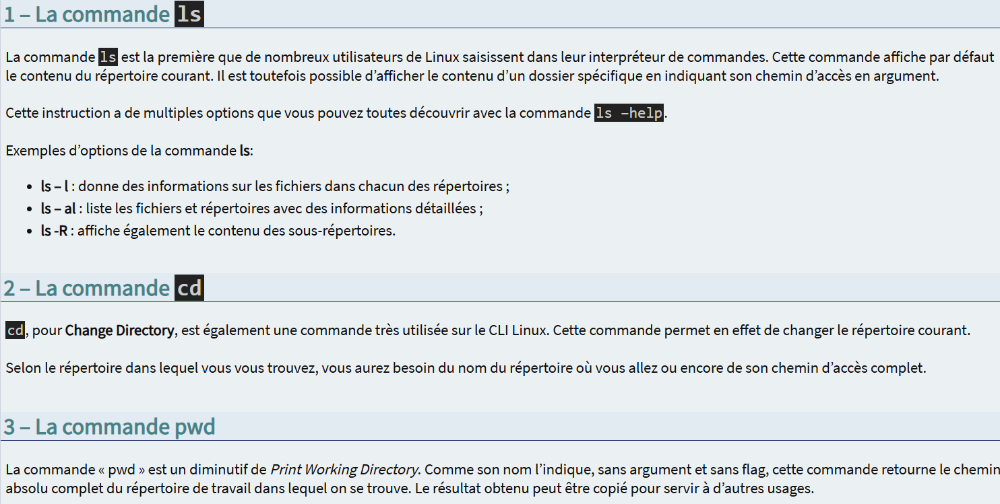 1 – La commande ls
La commande ls est la première que de nombreux utilisateurs de Linux saisissent dans leur interpréteur de commandes. Cette commande affiche par défaut
le contenu du répertoire courant. Il est toutefois possible d’afficher le contenu d’un dossier spécifique en indiquant son chemin d’accès en argument.
Cette instruction a de multiples options que vous pouvez toutes découvrir avec la commande ls –help.
Exemples d’options de la commande ls:
• ls – l : donne des informations sur les fichiers dans chacun des répertoires ;
• ls – al : liste les fichiers et répertoires avec des informations détaillées ;
• ls -R : affiche également le contenu des sous-répertoires.
2 – La commande cd
cd, pour Change Directory, est également une commande très utilisée sur le CLI Linux. Cette commande permet en effet de changer le répertoire courant.
Selon le répertoire dans lequel vous vous trouvez, vous aurez besoin du nom du répertoire où vous allez ou encore de son chemin d’accès complet.
3 – La commande pwd
La commande « pwd » est un diminutif de Print Working Directory. Comme son nom l’indique, sans argument et sans flag, cette commande retourne le chemin
absolu complet du répertoire de travail dans lequel on se trouve. Le résultat obtenu peut être copié pour servir à d’autres usages.